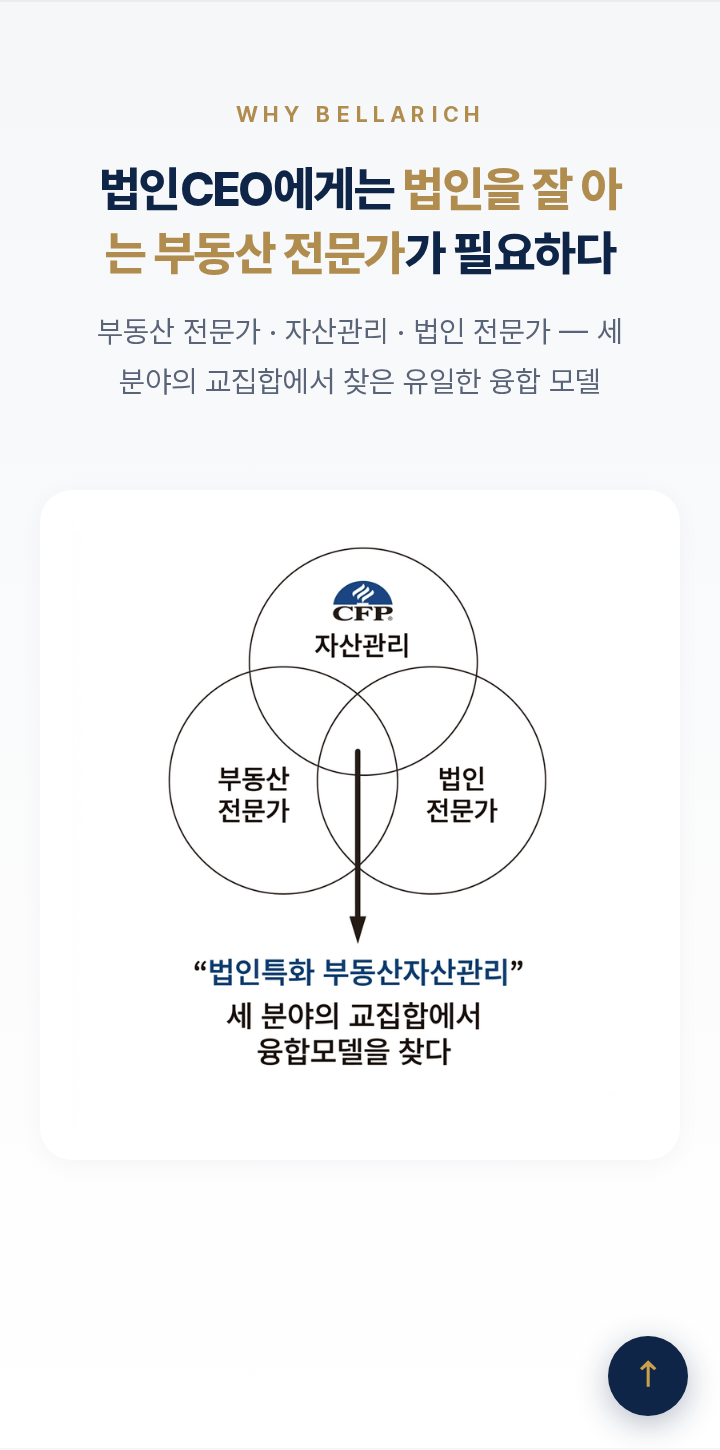 WHY BELLARICH
법인CEO에게는 법인을 잘 아
는 부동산 전문가가 필요하다
부동산 전문가 · 자산관리 · 법인 전문가 — 세
분야의 교집합에서 찾은 유일한 융합 모델
CFP®
자산관리
부동산
전문가
법인
전문가
“법인특화 부동산자산관리”
세 분야의 교집합에서
융합모델을 찾다